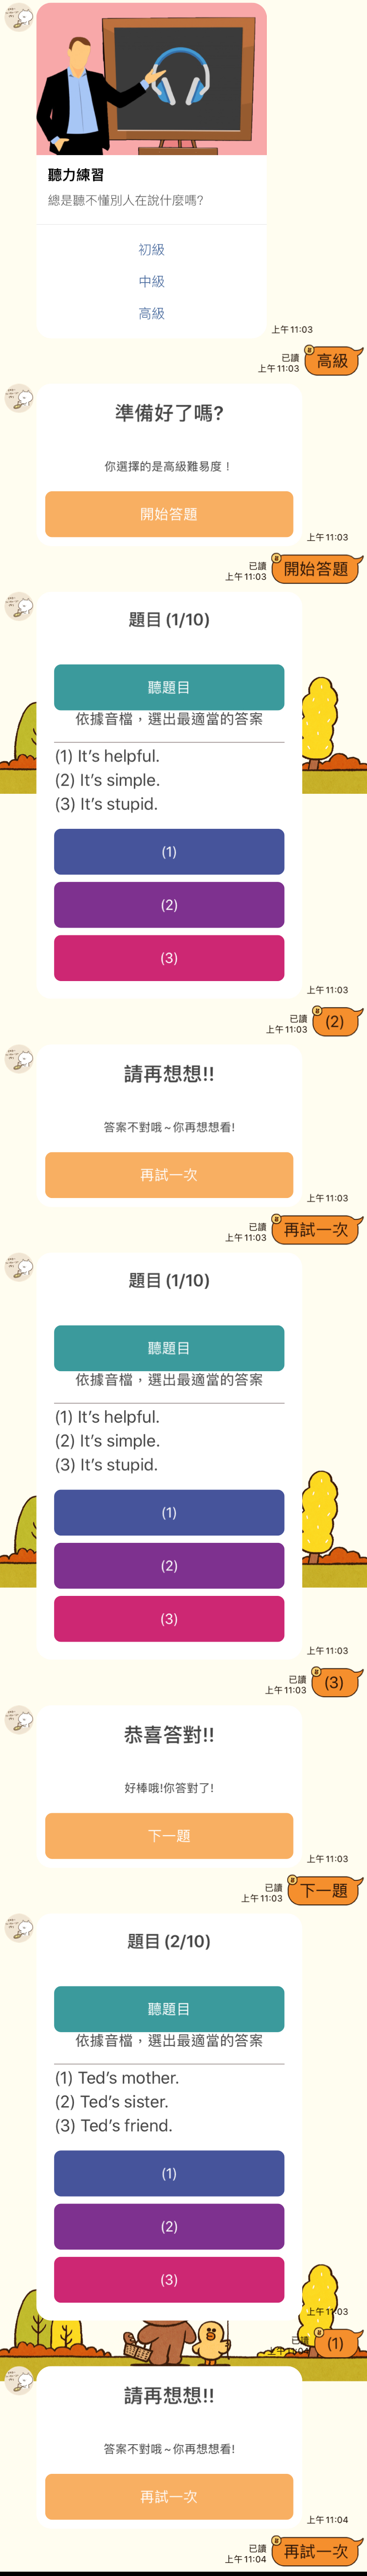 聽力練習
總是聽不懂別人在說什麼嗎?
初級
中級
高級
上午11:03
已讀
上午11:03
高級
準備好了嗎?
你選擇的是高級難易度！
開始答題
上午11:03
已讀
上午11:03
開始答題
題目 (1/10)
聽題目
依據音檔，選出最適當的答案
(1) It's helpful.
(2) It's simple.
(3) It's stupid.
(1)
(2)
(3)
上午11:03
已讀
上午11:03
(2)
請再想想!!
答案不對哦～你再想想看!
再試一次
上午11:03
已讀
上午11:03
再試一次
題目 (1/10)
聽題目
依據音檔，選出最適當的答案
(1) It's helpful.
(2) It's simple.
(3) It's stupid.
(1)
(2)
(3)
上午11:03
已讀
上午11:03
(3)
恭喜答對!!
好棒哦!你答對了!
下一題
上午11:03
已讀
上午11:03
下一題
題目 (2/10)
聽題目
依據音檔，選出最適當的答案
(1) Ted's mother.
(2) Ted's sister.
(3) Ted's friend.
(1)
(2)
(3)
上午11:03
已讀
上午11:04
(1)
請再想想!!
答案不對哦～你再想想看!
再試一次
上午11:04
已讀
上午11:04
再試一次